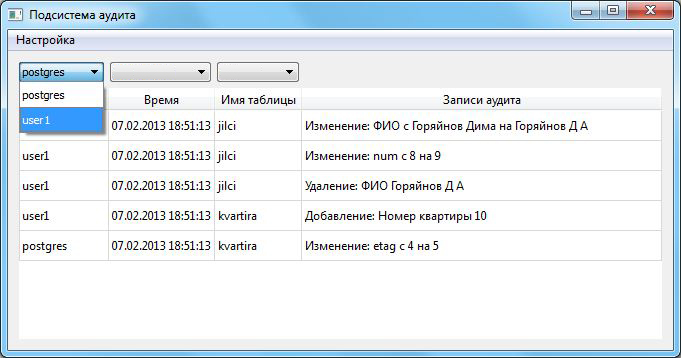 Подсистема аудита
Настройка
postgres
postgres
user1
Время Имя таблицы Записи аудита
07.02.2013 18:51:13 jilci Изменение: ФИО с Горяйнов Дима на Горяйнов Д А
user1 07.02.2013 18:51:13 jilci Изменение: num с 8 на 9
user1 07.02.2013 18:51:13 jilci Удаление: ФИО Горяйнов Д А
user1 07.02.2013 18:51:13 kvartira Добавление: Номер квартиры 10
postgres 07.02.2013 18:51:13 kvartira Изменение: etag с 4 на 5